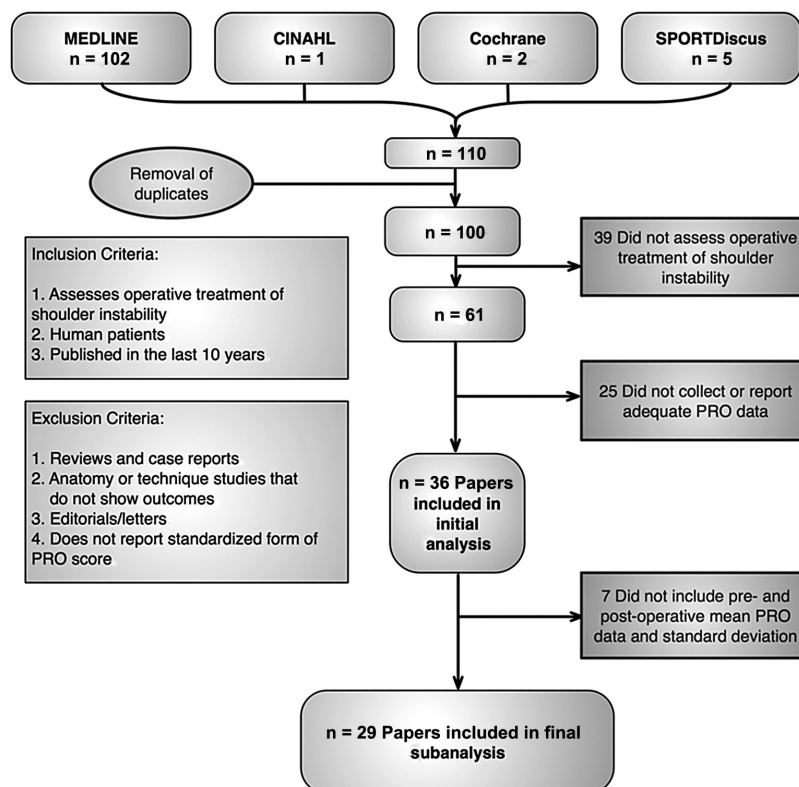 MEDLINE
n = 102
CINAHL
n = 1
Cochrane
n = 2
SPORTDiscus
n = 5
n = 110
Removal of
duplicates
n = 100
39 Did not assess operative
treatment of shoulder
instability
Inclusion Criteria:
1. Assesses operative treatment of
shoulder instability
2. Human patients
3. Published in the last 10 years
n = 61
25 Did not collect or report
adequate PRO data
Exclusion Criteria:
1. Reviews and case reports
2. Anatomy or technique studies that
do not show outcomes
3. Editorials/letters
4. Does not report standardized form of
PRO score
n = 36 Papers
included in
initial
analysis
7 Did not include pre- and
post-operative mean PRO
data and standard deviation
n = 29 Papers included in final
subanalysis